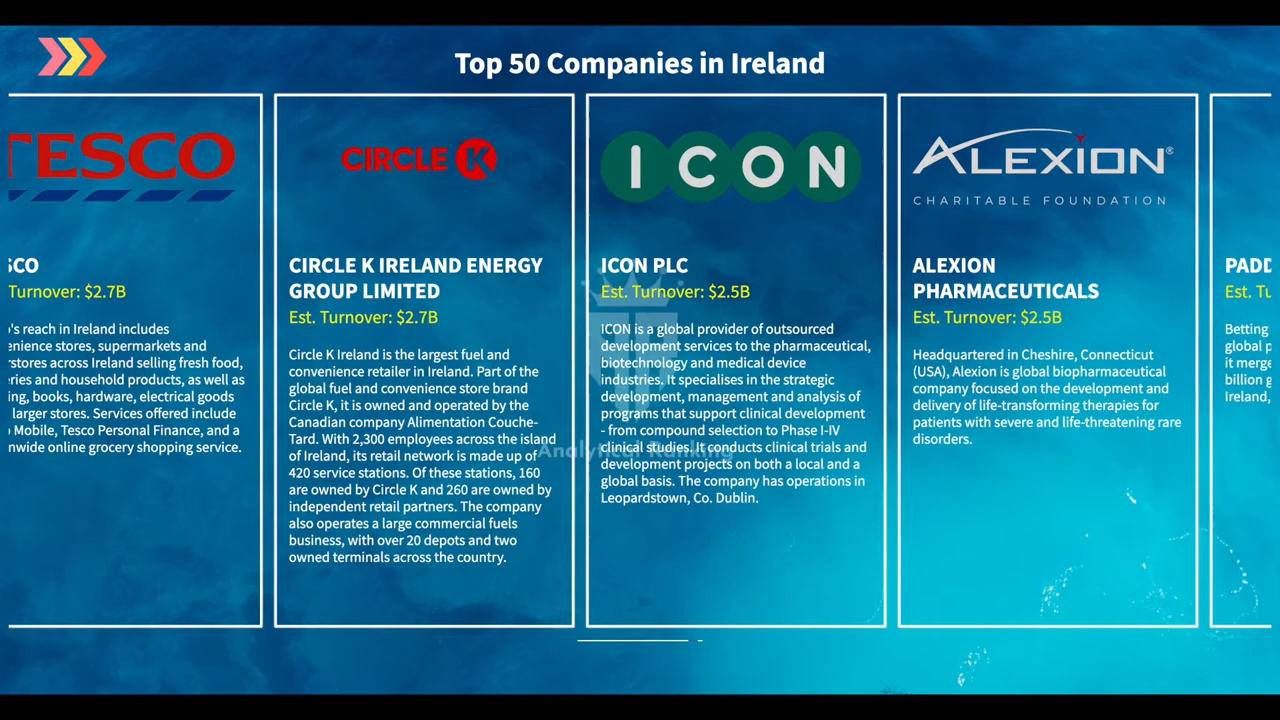 Top 50 Companies in Ireland
TESCO
SCO
Turnover: $2.7B
's reach in Ireland includes
enience stores, supermarkets and
rstores across Ireland selling fresh food,
ries and household products, as well as
ing, books, hardware, electrical goods
larger stores. Services offered include
Mobile, Tesco Personal Finance, and a
nwide online grocery shopping service.
CIRCLE K
CIRCLE K IRELAND ENERGY
GROUP LIMITED
Est. Turnover: $2.7B
Circle K Ireland is the largest fuel and
convenience retailer in Ireland. Part of the
global fuel and convenience store brand
Circle K, it is owned and operated by the
Canadian company Alimentation Couche-
Tard. With 2,300 employees across the island
of Ireland, its retail network is made up of
420 service stations. Of these stations, 160
are owned by Circle K and 260 are owned by
independent retail partners. The company
also operates a large commercial fuels
business, with over 20 depots and two
owned terminals across the country.
ICON
ICON PLC
Est. Turnover: $2.5B
ICON is a global provider of outsourced
development services to the pharmaceutical,
biotechnology and medical device
industries. It specialises in the strategic
development, management and analysis of
programs that support clinical development
- from compound selection to Phase I-IV
clinical studies. It conducts clinical trials and
development projects on both a local and a
global basis. The company has operations in
Leopardstown, Co. Dublin.
Analytical Ranking
ALEXION®
CHARITABLE FOUNDATION
ALEXION
PHARMACEUTICALS
Est. Turnover: $2.5B
Headquartered in Cheshire, Connecticut
(USA), Alexion is global biopharmaceutical
company focused on the development and
delivery of life-transforming therapies for
patients with severe and life-threatening rare
disorders.
PADD
Est. Tu
Betting
global p
it merge
billion g
Ireland,